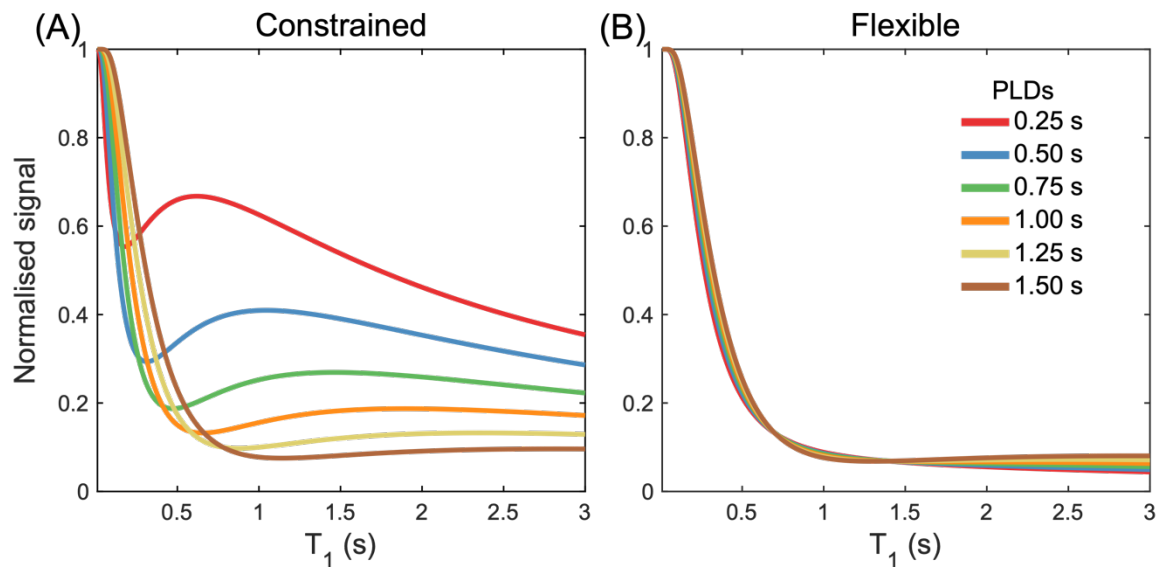 (A) Constrained
(B) Flexible
Normalised signal
1
0.8
0.6
0.4
0.2
0
0.5 1 1.5 2 2.5 3
T1 (s)
1
0.8
0.6
0.4
0.2
0
PLDs
0.25 s
0.50 s
0.75 s
1.00 s
1.25 s
1.50 s
0.5 1 1.5 2 2.5 3
T1 (s)